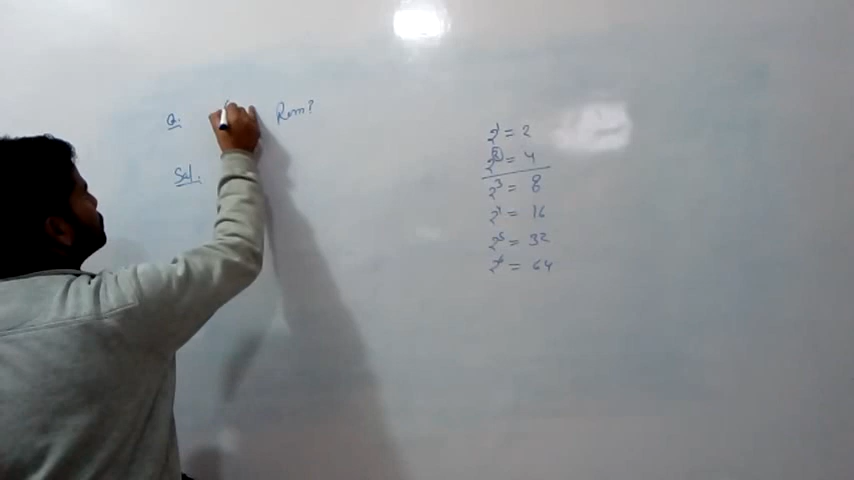 Q. Rem?
Sol.
2¹ = 2
2² = 4
2³ = 8
2⁴ = 16
2⁵ = 32
2⁶ = 64